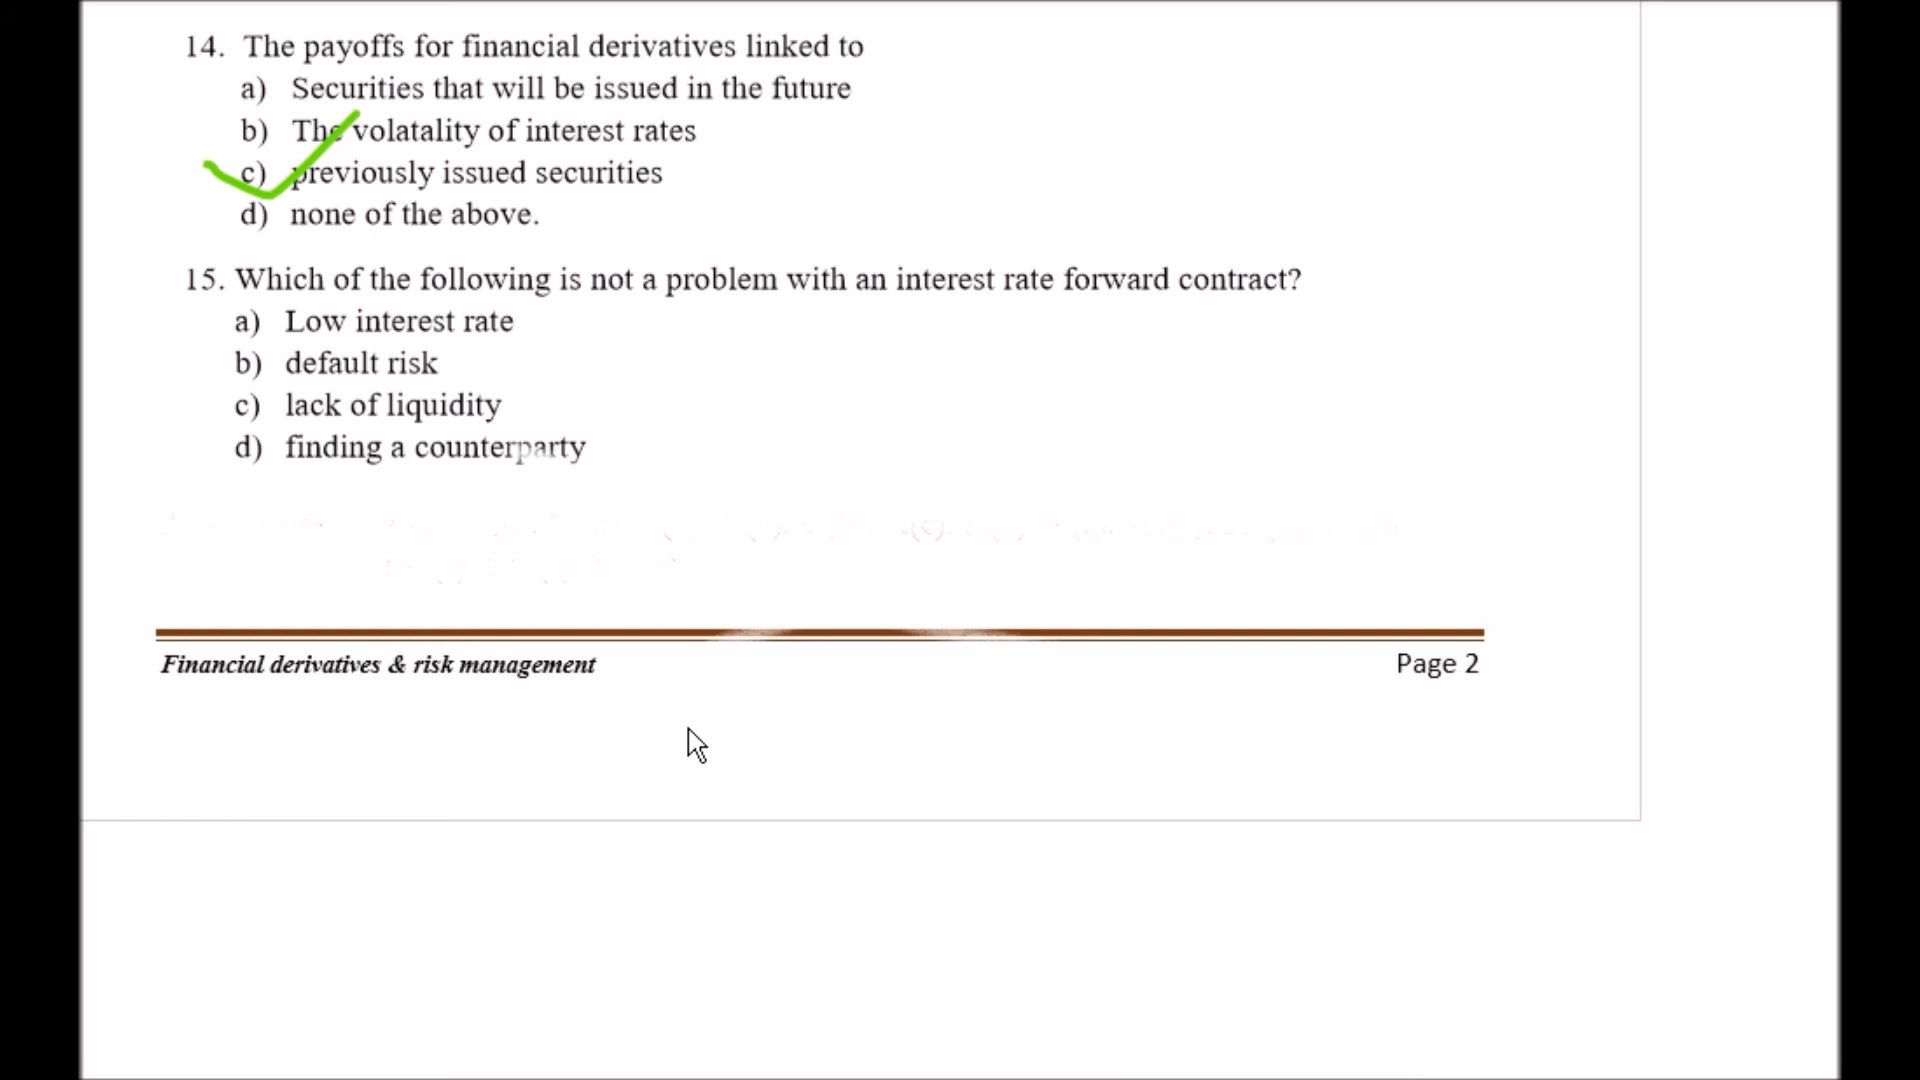 14. The payoffs for financial derivatives linked to
a) Securities that will be issued in the future
b) The volatality of interest rates
c) previously issued securities
d) none of the above.
15. Which of the following is not a problem with an interest rate forward contract?
a) Low interest rate
b) default risk
c) lack of liquidity
d) finding a counterparty
Financial derivatives & risk management
Page 2